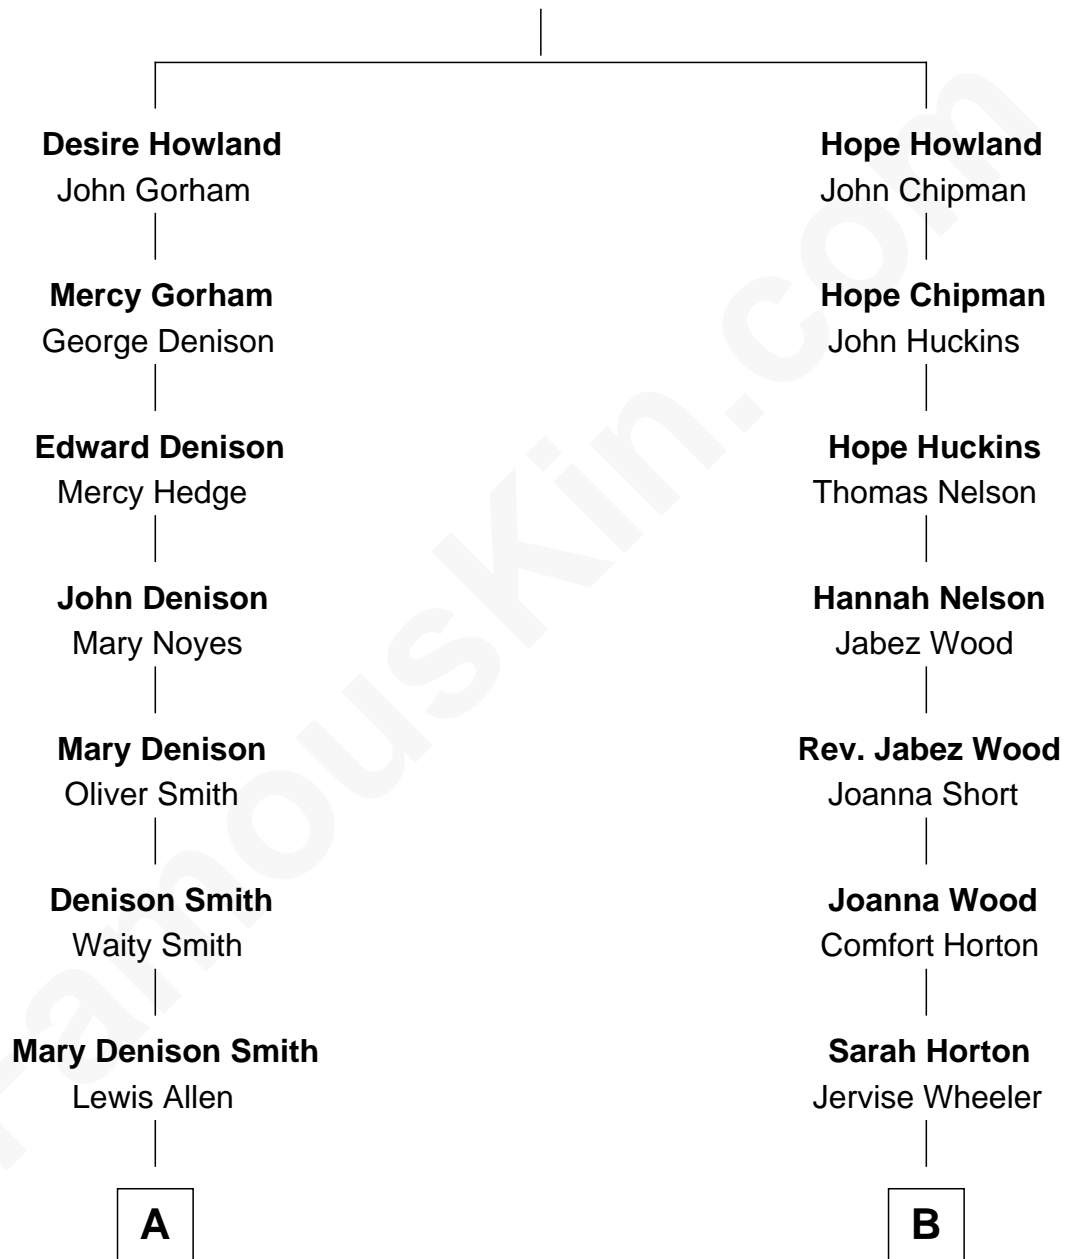 Desire Howland
John Gorham
Hope Howland
John Chipman
Mercy Gorham
George Denison
Hope Chipman
John Huckins
Edward Denison
Mercy Hedge
Hope Huckins
Thomas Nelson
John Denison
Mary Noyes
Hannah Nelson
Jabez Wood
Mary Denison
Oliver Smith
Rev. Jabez Wood
Joanna Short
Denison Smith
Waity Smith
Joanna Wood
Comfort Horton
Mary Denison Smith
Lewis Allen
Sarah Horton
Jervise Wheeler
A
B
FamousKin.com